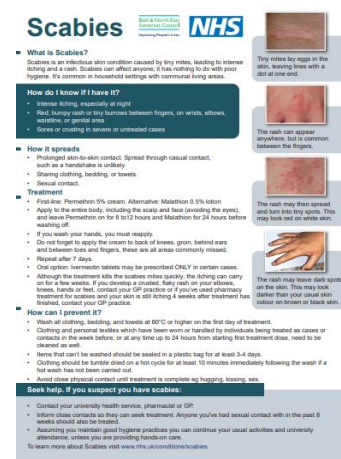 Scabies
Bath & North East
Somerset Council
Improving People's Lives
NHS
What is Scabies?
Scabies is an infectious skin condition caused by tiny mites, leading to intense
itching and a rash. Scabies can affect anyone; it has nothing to do with poor
hygiene. It's common in household settings with communal living areas.
Tiny mites lay eggs in the
skin, leaving lines with a
dot at one end.
How do I know if I have it?
Intense itching, especially at night
Red, bumpy rash or tiny burrows between fingers, on wrists, elbows,
waistline, or genital area
Sores or crusting in severe or untreated cases
The rash can appear
anywhere, but is common
between the fingers.
How it spreads
Prolonged skin-to-skin contact. Spread through casual contact,
such as a handshake is unlikely.
Sharing clothing, bedding, or towels.
Sexual contact.
Treatment
First-line: Permethrin 5% cream. Alternative: Malathion 0.5% lotion
Apply to the entire body, including the scalp and face (avoiding the eyes),
and leave Permethrin on for 8 to12 hours and Malathion for 24 hours before
washing off.
If you wash your hands, you must reapply.
Do not forget to apply the cream to back of knees, groin, behind ears
and between toes and fingers, these are all areas commonly missed.
Repeat after 7 days.
Oral option: Ivermectin tablets may be prescribed ONLY in certain cases.
Although the treatment kills the scabies mites quickly, the itching can carry
on for a few weeks. If you develop a crusted, flaky rash on your elbows,
knees, hands or feet, contact your GP practice or if you've used pharmacy
treatment for scabies and your skin is still itching 4 weeks after treatment has
finished, contact your GP practice.
The rash may then spread
and turn into tiny spots. This
may look red on white skin.
The rash may leave dark spots
on the skin. This may look
darker than your usual skin
colour on brown or black skin.
How can I prevent it?
Wash all clothing, bedding, and towels at 60°C or higher on the first day of treatment.
Clothing and personal textiles which have been worn or handled by individuals being treated as cases or
contacts in the week before, or at any time up to 24 hours from starting first treatment dose, need to be
cleaned as well.
Items that can't be washed should be sealed in a plastic bag for at least 3-4 days.
Clothing should be tumble dried on a hot cycle for at least 10 minutes immediately following the wash if a
hot wash has not been carried out.
Avoid close physical contact until treatment is complete eg hugging, kissing, sex.
Seek help. If you suspect you have scabies:
Contact your university health service, pharmacist or GP.
Inform close contacts so they can seek treatment. Anyone you've had sexual contact with in the past 8
weeks should also be treated.
Assuming you maintain good hygiene practices you can continue your usual activities and university
attendance, unless you are providing hands-on care.
To learn more about Scabies visit www.nhs.uk/conditions/scabies